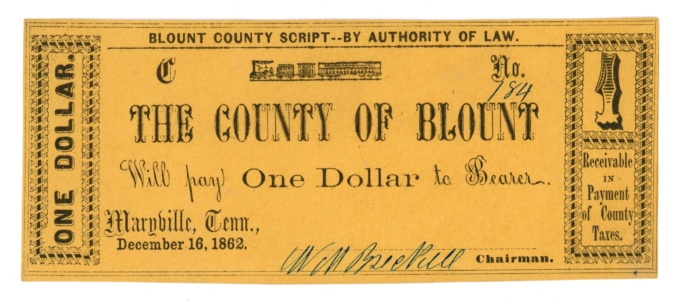 BLOUNT COUNTY SCRIPT--BY AUTHORITY OF LAW.
ONE DOLLAR.
C
No.
784
1
THE COUNTY OF BLOUNT
Will pay One Dollar to Bearer.
Receivable
IN
Payment
of County
Taxes.
Maryville, Tenn.,
December 16, 1862.
Chairman.